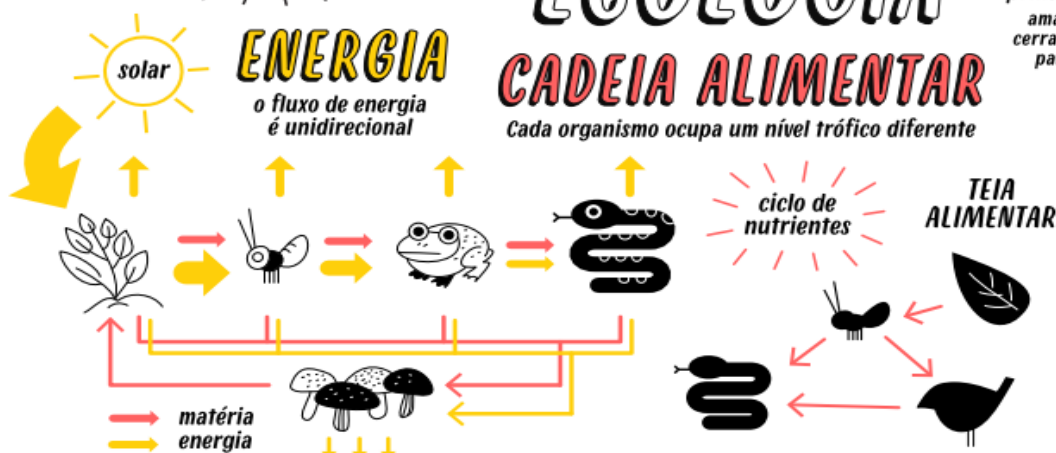 ECOLOGIA
solar
ENERGIA
o fluxo de energia
é unidirecional
CADEIA ALIMENTAR
Cada organismo ocupa um nível trófico diferente
ciclo de
nutrientes
TEIA
ALIMENTAR
matéria
energia